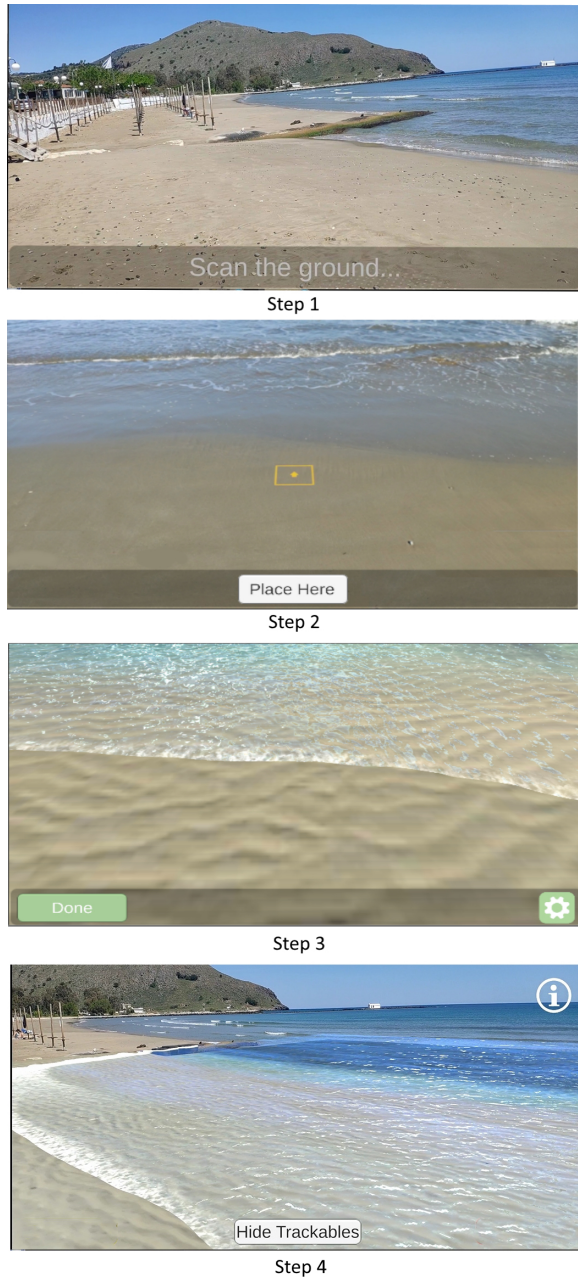 Scan the ground...
Step 1
Place Here
Step 2
Done
Step 3
Hide Trackables
Step 4